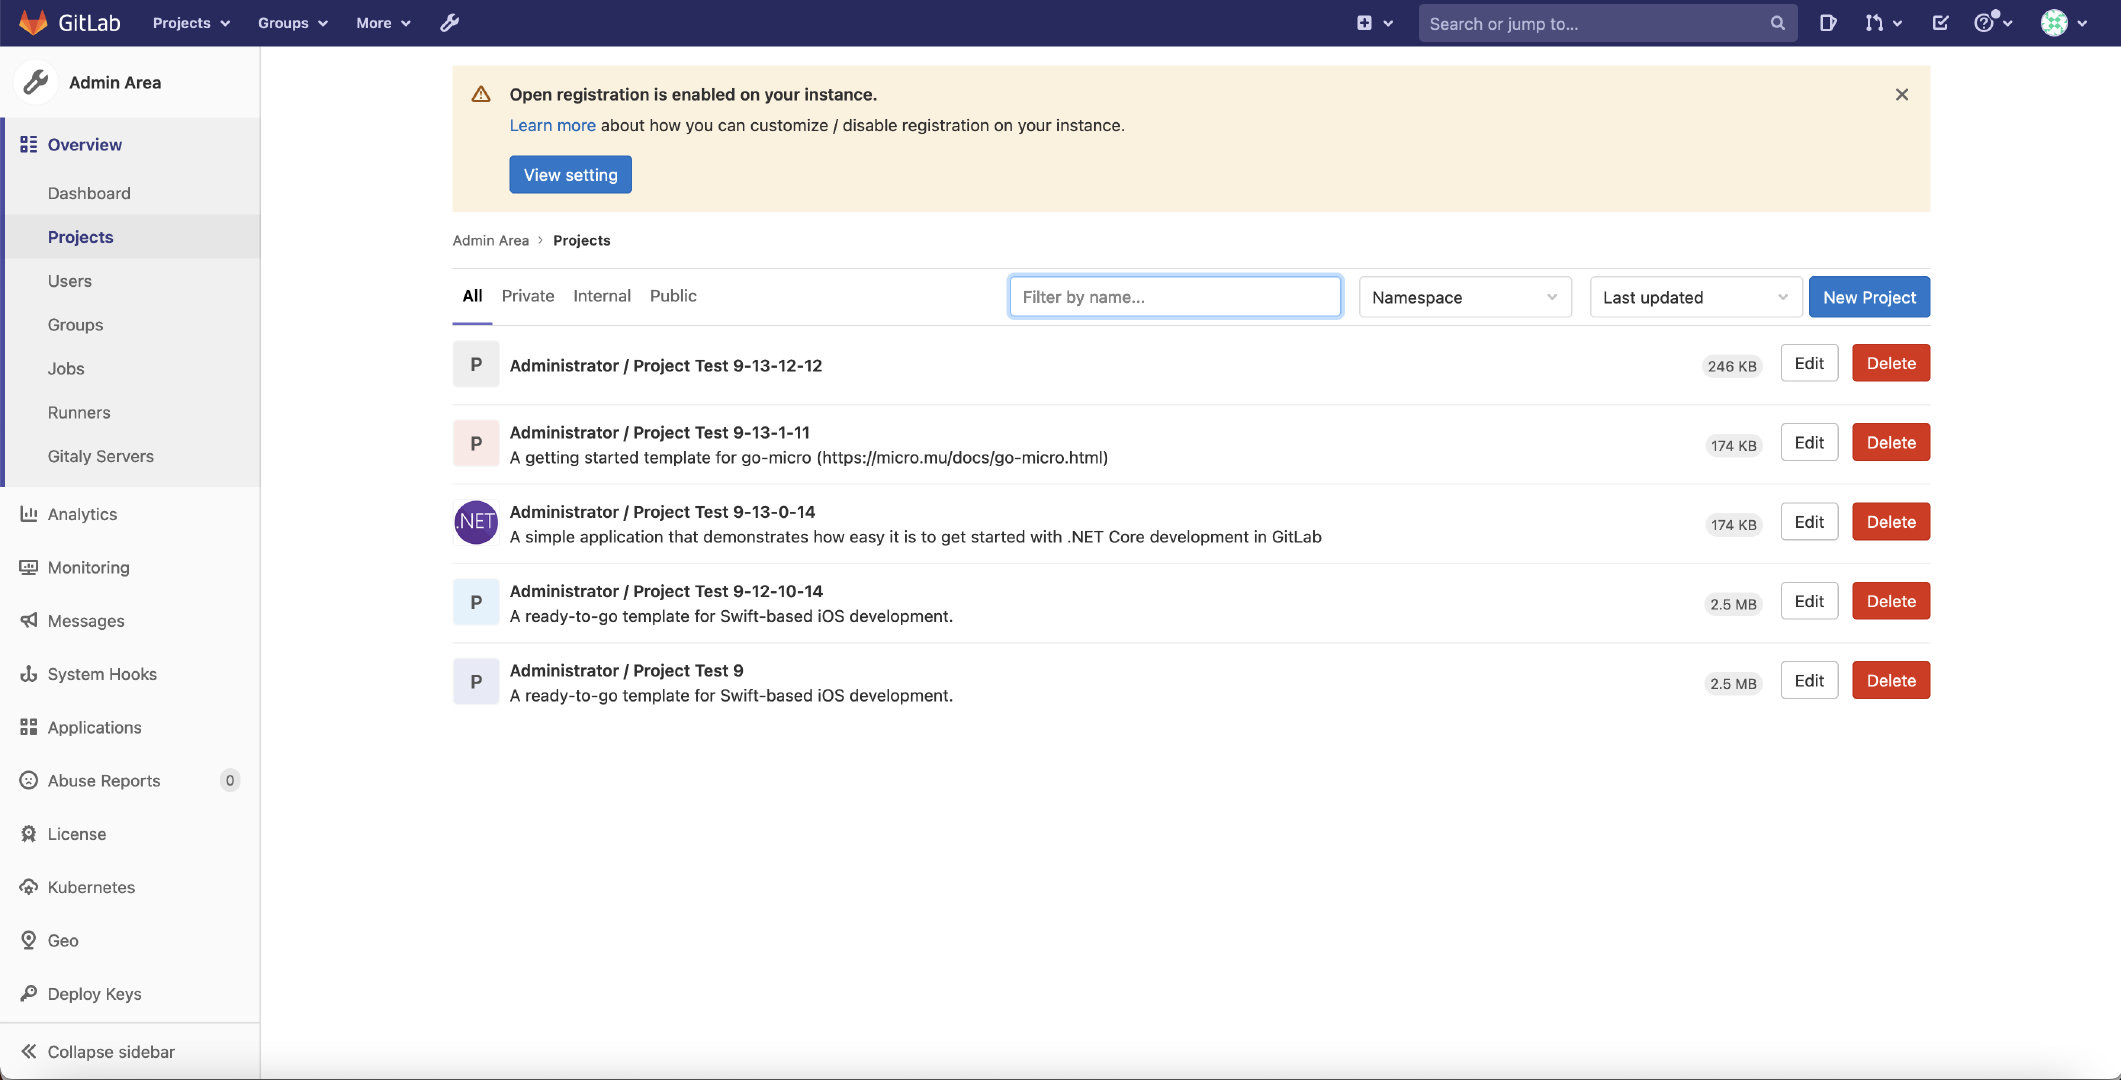 GitLab
Projects
Groups
More
Search or jump to...
Admin Area
Overview
Dashboard
Projects
Users
Groups
Jobs
Runners
Gitaly Servers
Analytics
Monitoring
Messages
System Hooks
Applications
Abuse Reports 0
License
Kubernetes
Geo
Deploy Keys
Collapse sidebar
Open registration is enabled on your instance.
Learn more about how you can customize / disable registration on your instance.
View setting
Admin Area › Projects
All Private Internal Public
Filter by name...
Namespace
Last updated
New Project
P
Administrator / Project Test 9-13-12-12
246 KB
Edit
Delete
P
Administrator / Project Test 9-13-1-11
A getting started template for go-micro (https://micro.mu/docs/go-micro.html)
174 KB
Edit
Delete
.NET
Administrator / Project Test 9-13-0-14
A simple application that demonstrates how easy it is to get started with .NET Core development in GitLab
174 KB
Edit
Delete
P
Administrator / Project Test 9-12-10-14
A ready-to-go template for Swift-based iOS development.
2.5 MB
Edit
Delete
P
Administrator / Project Test 9
A ready-to-go template for Swift-based iOS development.
2.5 MB
Edit
Delete